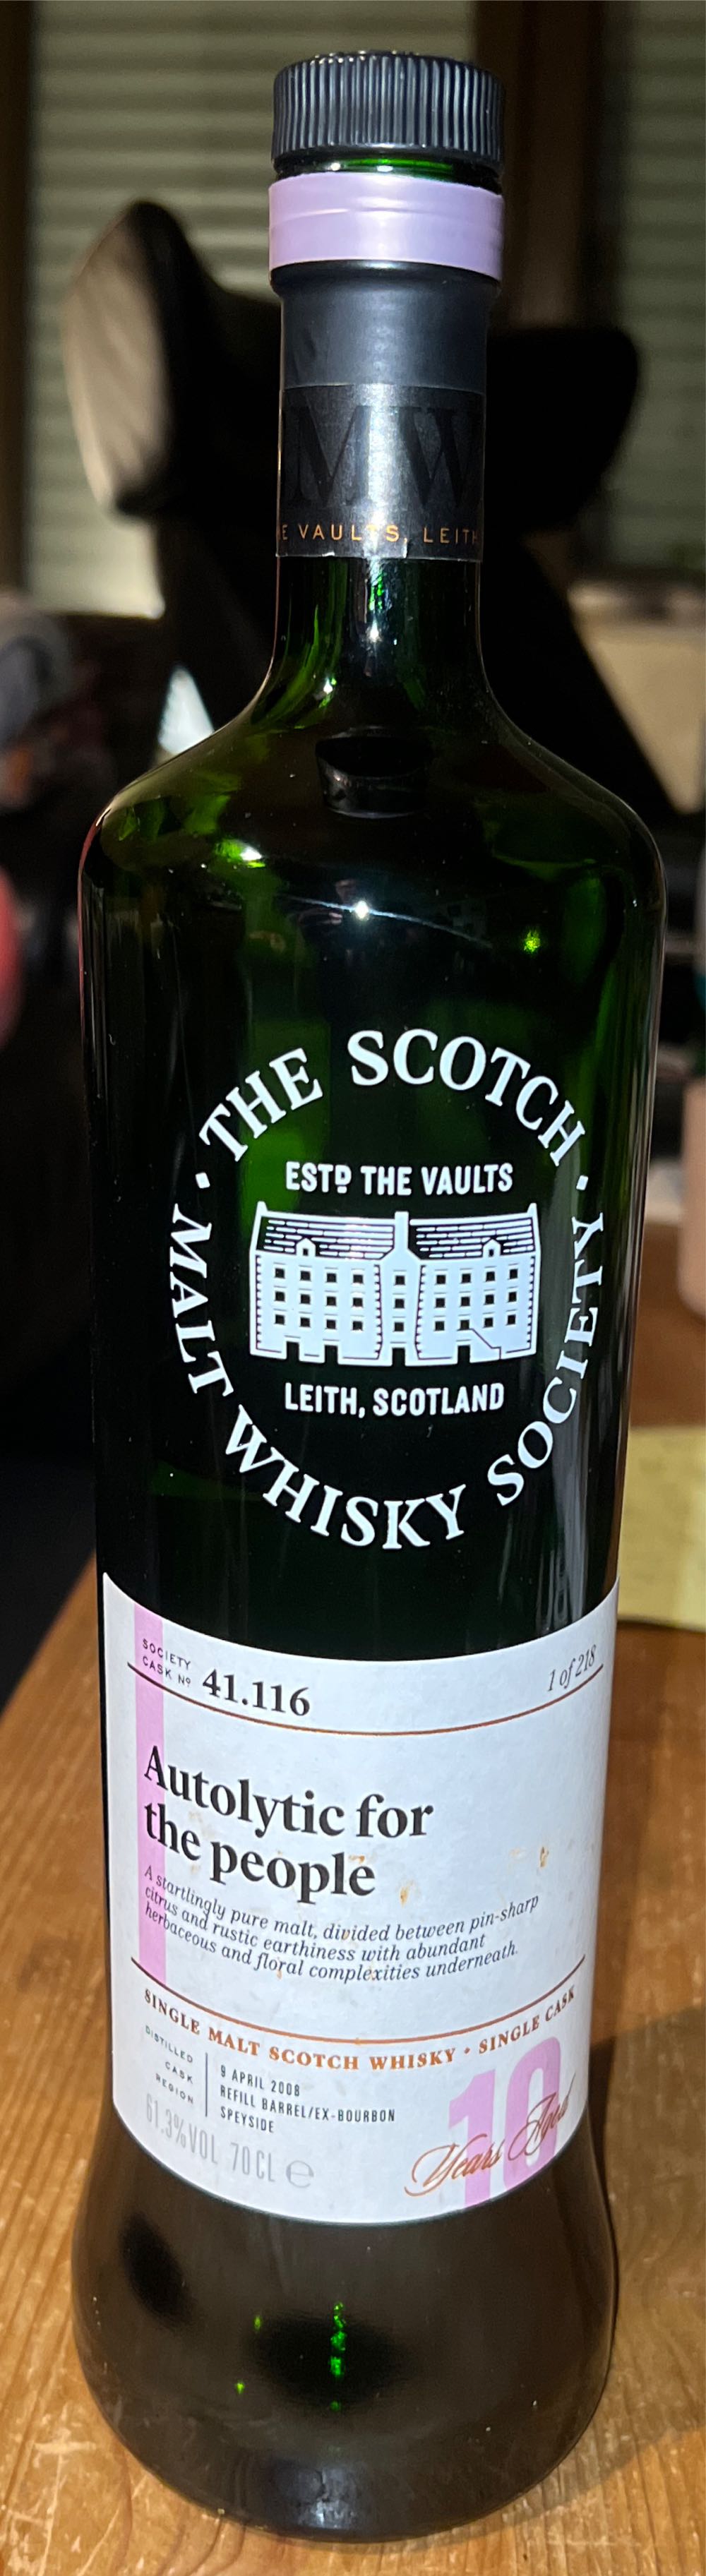 MW
E VAULTS, LEITH
THE SCOTCH
MALT WHISKY SOCIETY
ESTD THE VAULTS
LEITH, SCOTLAND
SOCIETY
CASK Nº 41.116
1 of 218
Autolytic for
the people
A startlingly pure malt, divided between pin-sharp
citrus and rustic earthiness with abundant
herbaceous and floral complexities underneath.
SINGLE MALT SCOTCH WHISKY • SINGLE CASK
DISTILLED 9 APRIL 2008
CASK REFILL BARREL/EX-BOURBON
REGION SPEYSIDE
61.3%VOL 70CL ℮
10
Years Aged